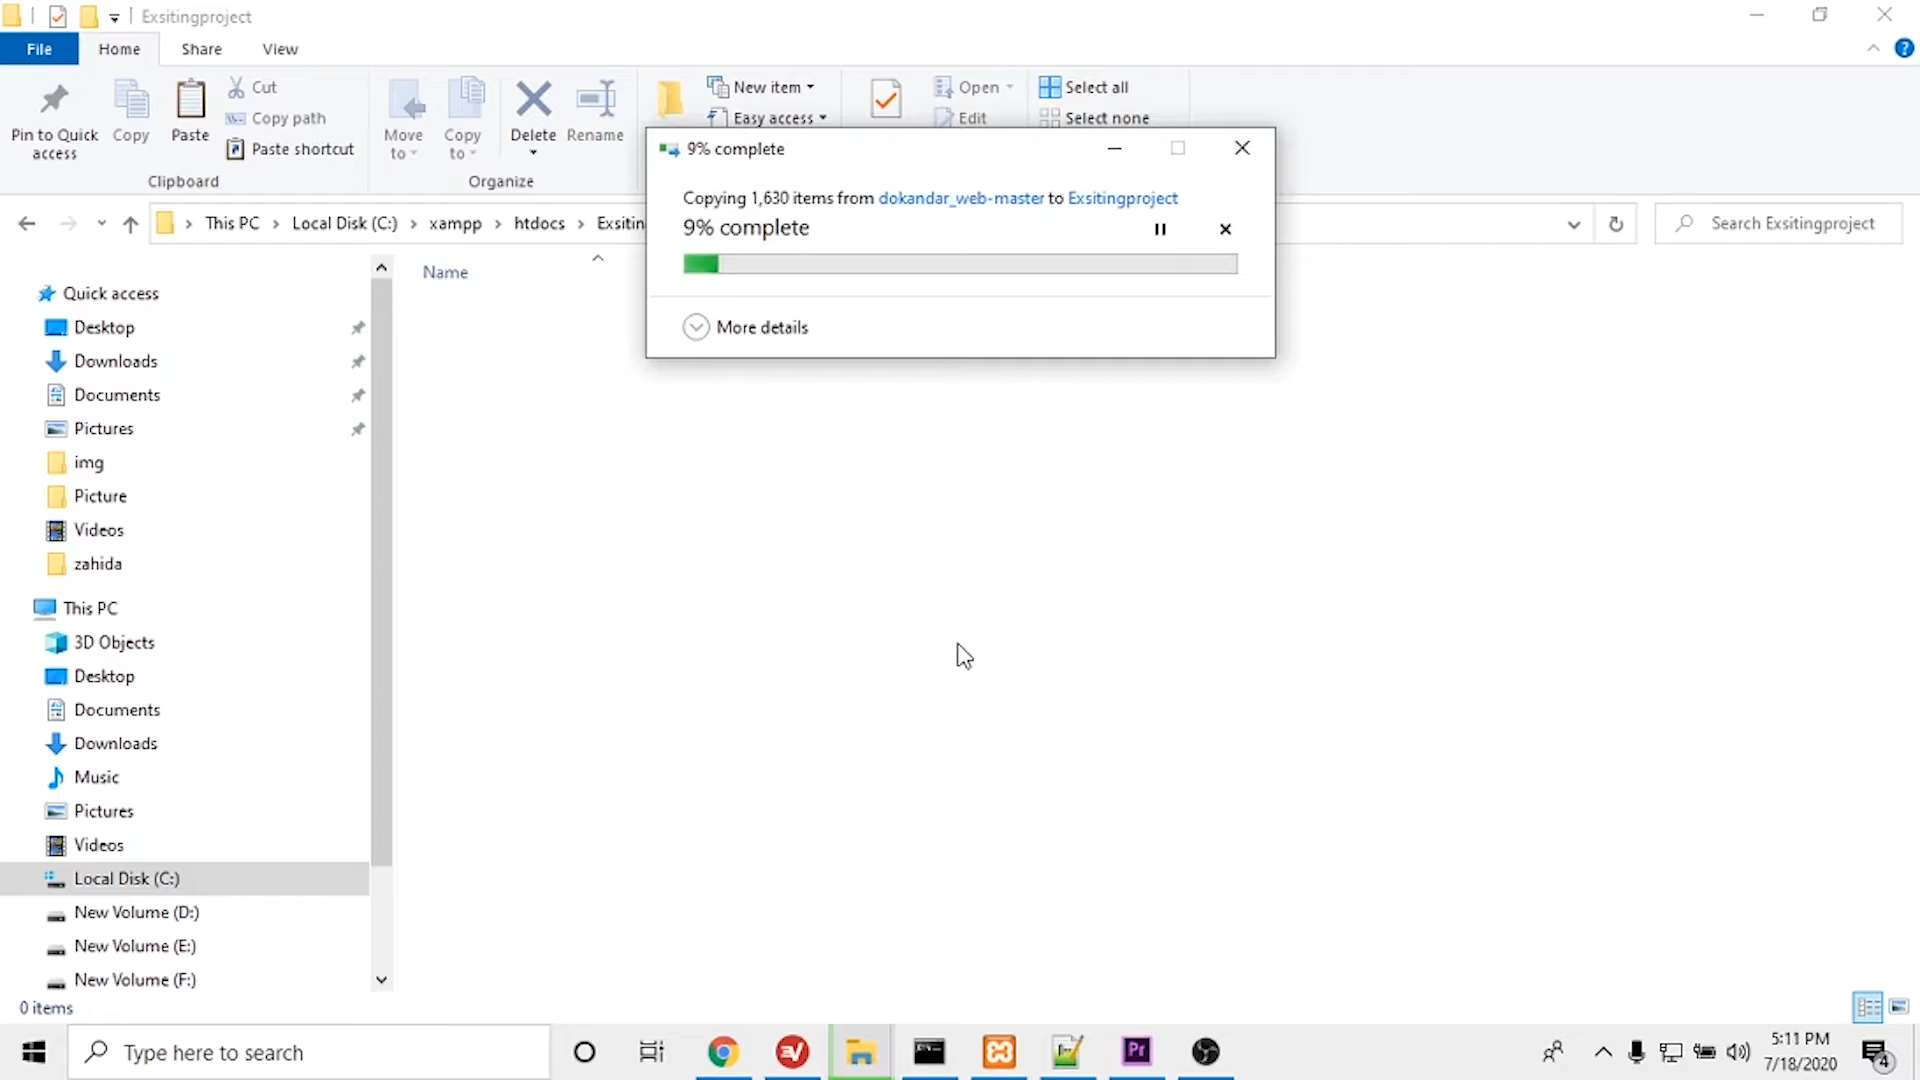 Exsitingproject
File
Home
Share
View
Pin to Quick access
Copy
Paste
Cut
Copy path
Paste shortcut
Clipboard
Move to
Copy to
Delete
Rename
Organize
New item
Easy access
Open
Edit
Select all
Select none
9% complete
Copying 1,630 items from dokandar_web-master to Exsitingproject
9% complete
More details
This PC
Local Disk (C:)
xampp
htdocs
Exsitin
Search Exsitingproject
Name
Quick access
Desktop
Downloads
Documents
Pictures
img
Picture
Videos
zahida
This PC
3D Objects
Desktop
Documents
Downloads
Music
Pictures
Videos
Local Disk (C:)
New Volume (D:)
New Volume (E:)
New Volume (F:)
0 items
Type here to search
Pr
5:11 PM
7/18/2020
4